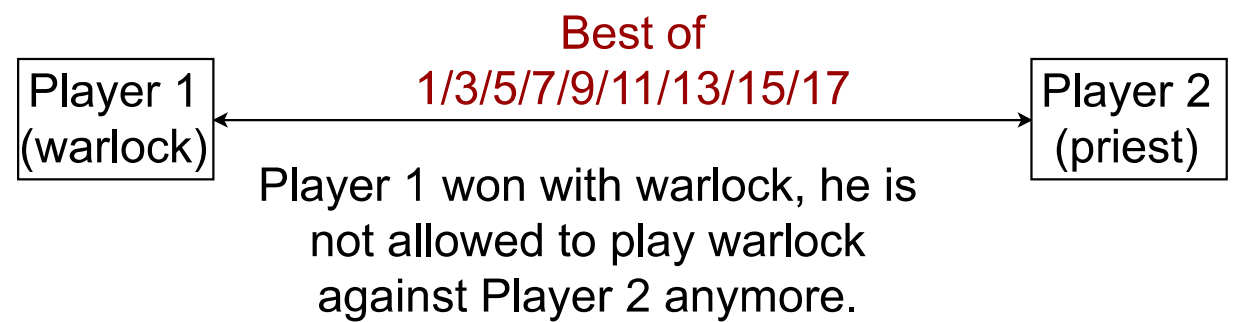 Best of
1/3/5/7/9/11/13/15/17
Player 1
(warlock)
Player 2
(priest)
Player 1 won with warlock, he is
not allowed to play warlock
against Player 2 anymore.